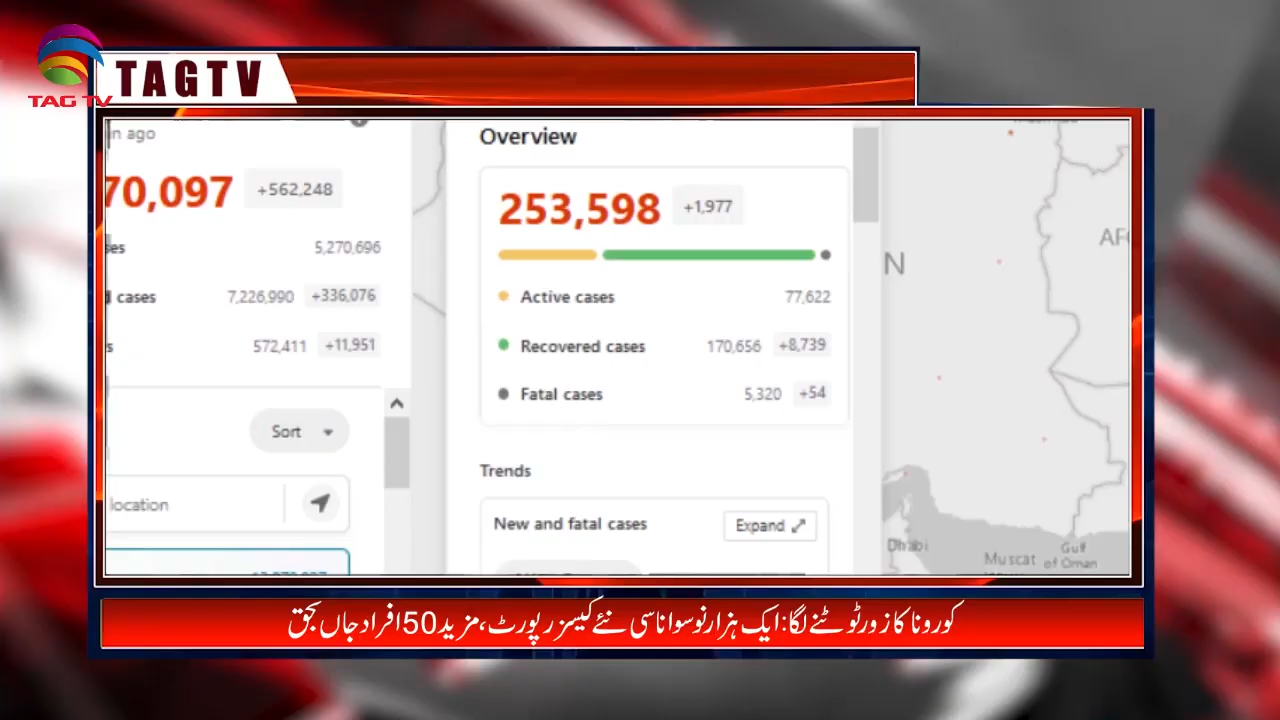 TAGTV
TAG TV
in ago
70,097 +562,248
ses 5,270,696
d cases 7,226,990 +336,076
s 572,411 +11,951
Sort
location
Overview
253,598 +1,977
Active cases 77,622
Recovered cases 170,656 +8,739
Fatal cases 5,320 +54
Trends
New and fatal cases
Expand
N
AF
Dhabi
Muscat
Gulf
of Oman
کورونا کا زور ٹوٹنے لگا: ایک ہزار نو سو اناسی نئے کیسز رپورٹ، مزید 50 افراد جاں بحق